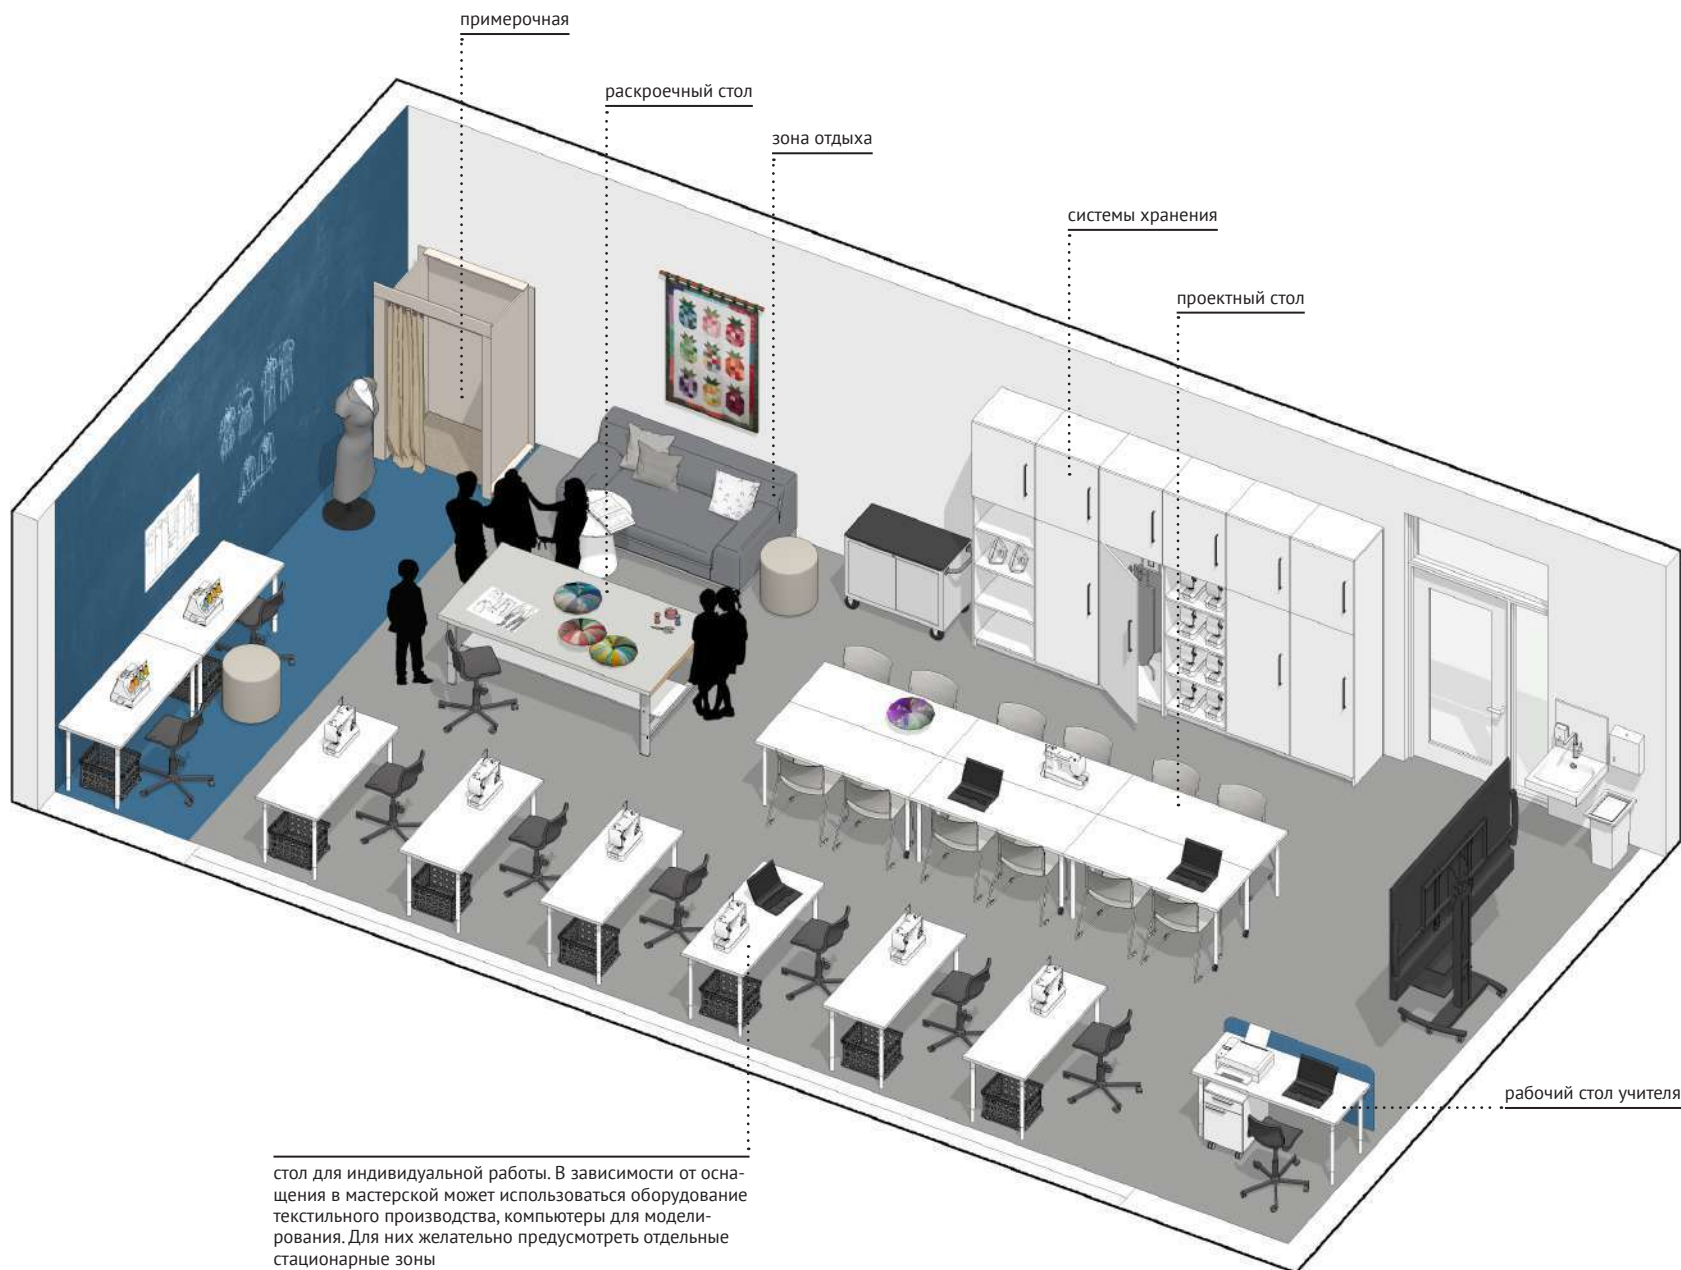 примерочная
раскроечный стол
зона отдыха
системы хранения
проектный стол
рабочий стол учителя
стол для индивидуальной работы. В зависимости от осна-
щения в мастерской может использоваться оборудование
текстильного производства, компьютеры для модели-
рования. Для них желательно предусмотреть отдельные
стационарные зоны